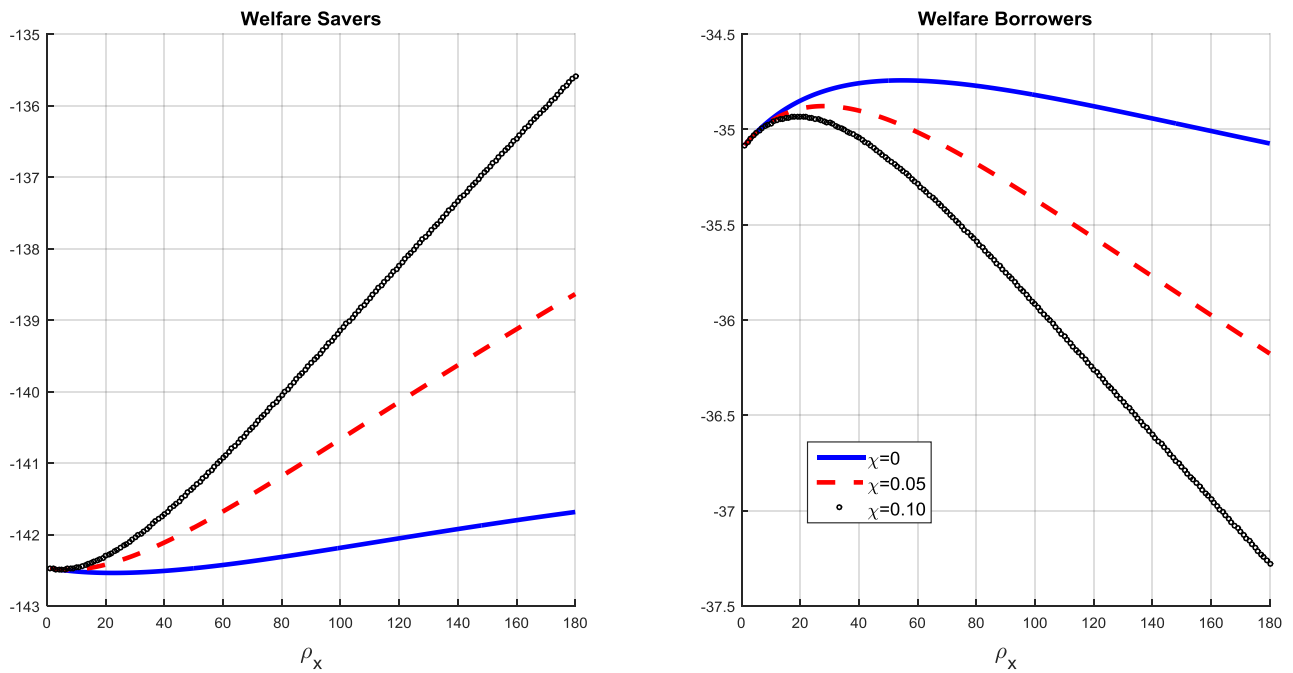 Welfare Savers
-135
-136
-137
-138
-139
-140
-141
-142
-143
0 20 40 60 80 100 120 140 160 180
ρx
Welfare Borrowers
-34.5
-35
-35.5
-36
-36.5
-37
-37.5
χ=0
χ=0.05
χ=0.10
0 20 40 60 80 100 120 140 160 180
ρx